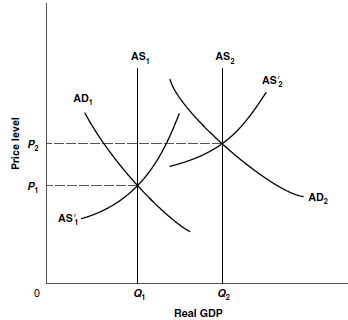 AS₁
AS₂
AS′₂
AD₁
Price level
P₂
P₁
AD₂
AS′₁
0
Q₁
Q₂
Real GDP